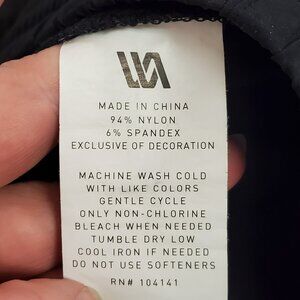 MADE IN CHINA
94% NYLON
6% SPANDEX
EXCLUSIVE OF DECORATION
MACHINE WASH COLD
WITH LIKE COLORS
GENTLE CYCLE
ONLY NON-CHLORINE
BLEACH WHEN NEEDED
TUMBLE DRY LOW
COOL IRON IF NEEDED
DO NOT USE SOFTENERS
RN# 104141